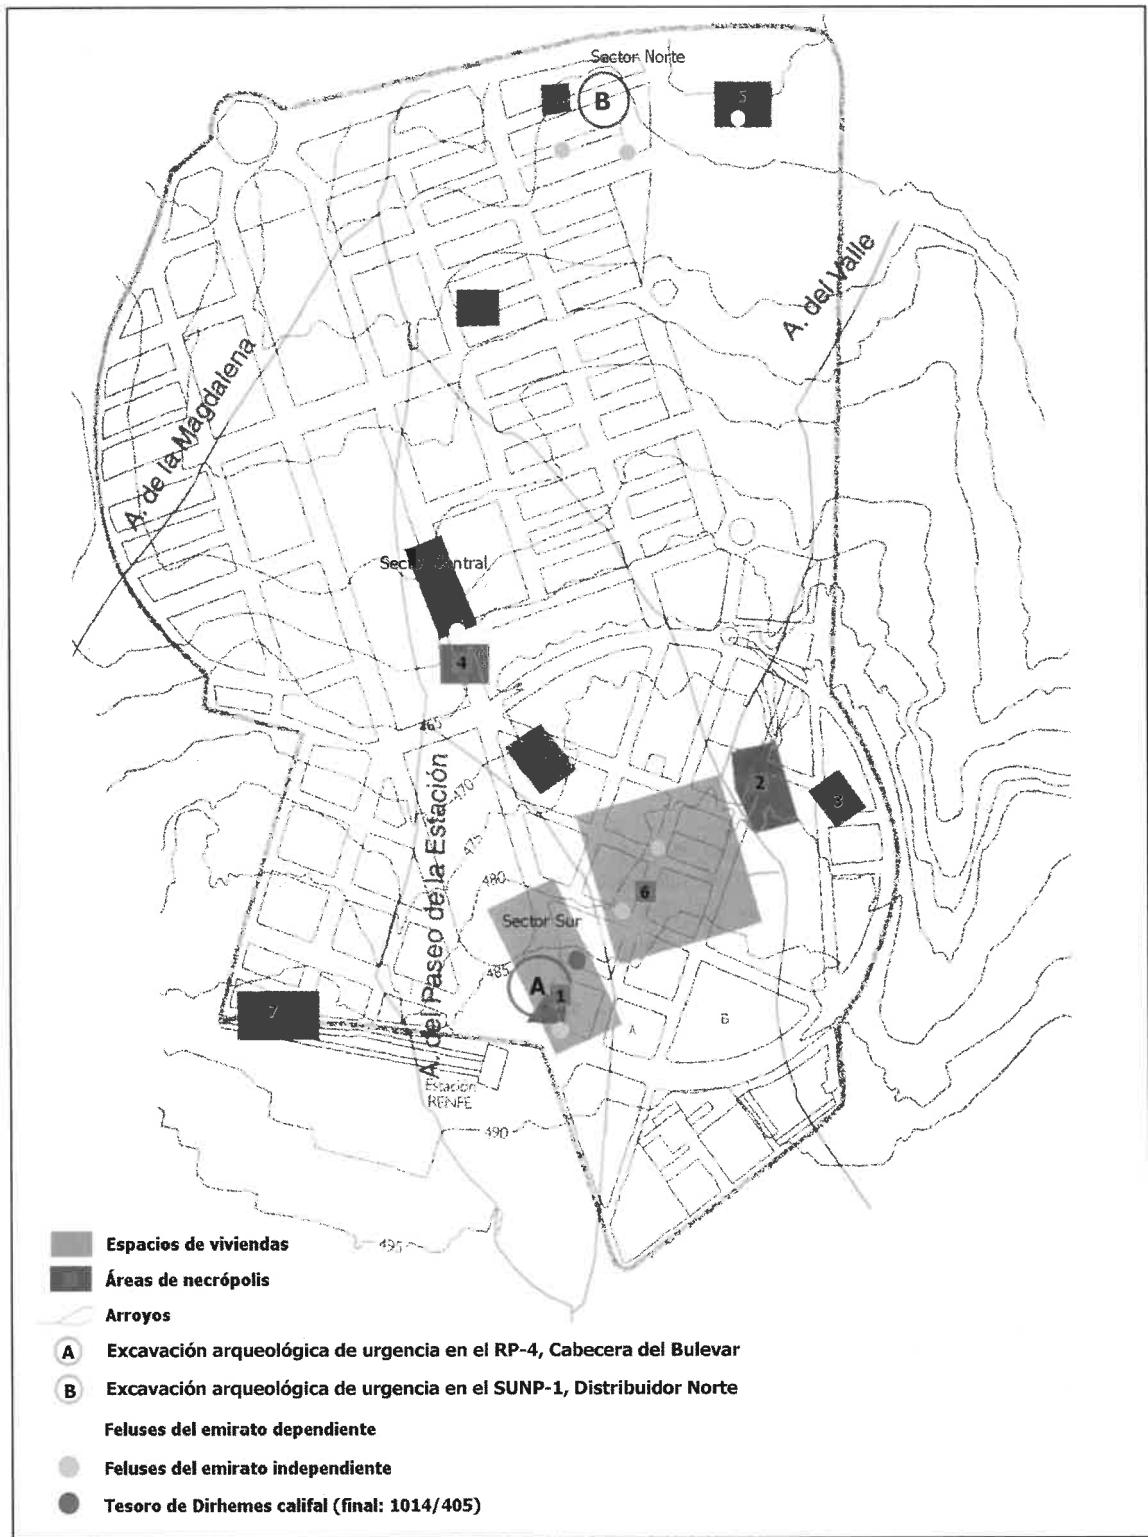 Sector Norte
B
5
A. del Valle
A. de la Magdalena
Sector Central
4
465
A. del Paseo de la Estación
470
475
2
3
480
6
Sector Sur
485
A
1
7
A
B
Estación
RENFE
490
495
Espacios de viviendas
Áreas de necrópolis
Arroyos
A Excavación arqueológica de urgencia en el RP-4, Cabecera del Bulevar
B Excavación arqueológica de urgencia en el SUNP-1, Distribuidor Norte
Feluses del emirato dependiente
Feluses del emirato independiente
Tesoro de Dirhemes califal (final: 1014/405)